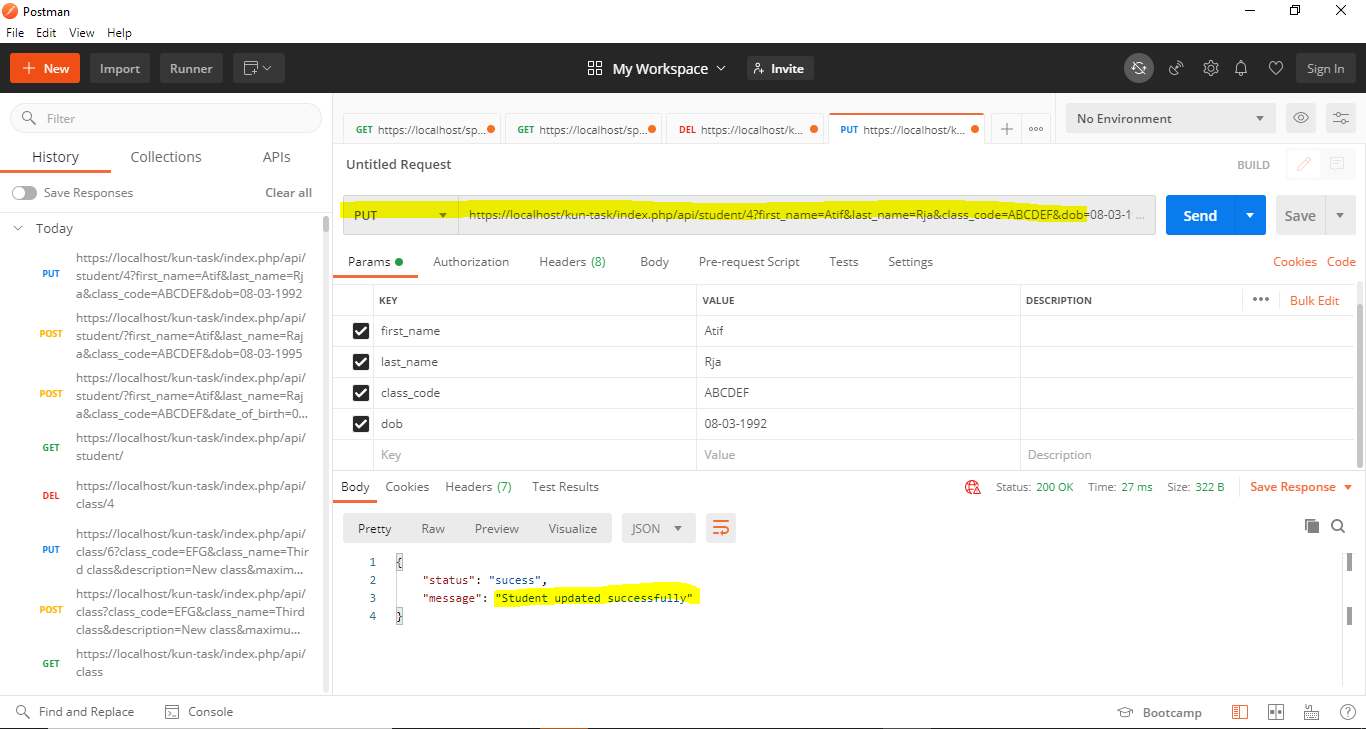 Postman
File Edit View Help
New Import Runner My Workspace Invite Sign In
Filter
History Collections APIs
Save Responses Clear all
Today
PUT https://localhost/kun-task/index.php/api/
student/4?first_name=Atif&last_name=Rj
a&class_code=ABCDEF&dob=08-03-1992
POST https://localhost/kun-task/index.php/api/
student/?first_name=Atif&last_name=Raj
a&class_code=ABCDEF&dob=08-03-1995
POST https://localhost/kun-task/index.php/api/
student/?first_name=Atif&last_name=Raj
a&class_code=ABCDEF&date_of_birth=0...
GET https://localhost/kun-task/index.php/api/
student/
DEL https://localhost/kun-task/index.php/api/
class/4
PUT https://localhost/kun-task/index.php/api/
class/6?class_code=EFG&class_name=Thir
d class&description=New class&maxim...
POST https://localhost/kun-task/index.php/api/
class?class_code=EFG&class_name=Third
class&description=New class&maximu...
GET https://localhost/kun-task/index.php/api/
class
GET https://localhost/sp... GET https://localhost/sp... DEL https://localhost/k... PUT https://localhost/k... No Environment
Untitled Request BUILD
PUT https://localhost/kun-task/index.php/api/student/4?first_name=Atif&last_name=Rja&class_code=ABCDEF&dob=08-03-1 ... Send Save
Params Authorization Headers (8) Body Pre-request Script Tests Settings Cookies Code
KEY VALUE DESCRIPTION ••• Bulk Edit
first_name Atif
last_name Rja
class_code ABCDEF
dob 08-03-1992
Key Value Description
Body Cookies Headers (7) Test Results Status: 200 OK Time: 27 ms Size: 322 B Save Response
Pretty Raw Preview Visualize JSON
1 {
2 "status": "sucess",
3 "message": "Student updated successfully"
4 }
Find and Replace Console Bootcamp